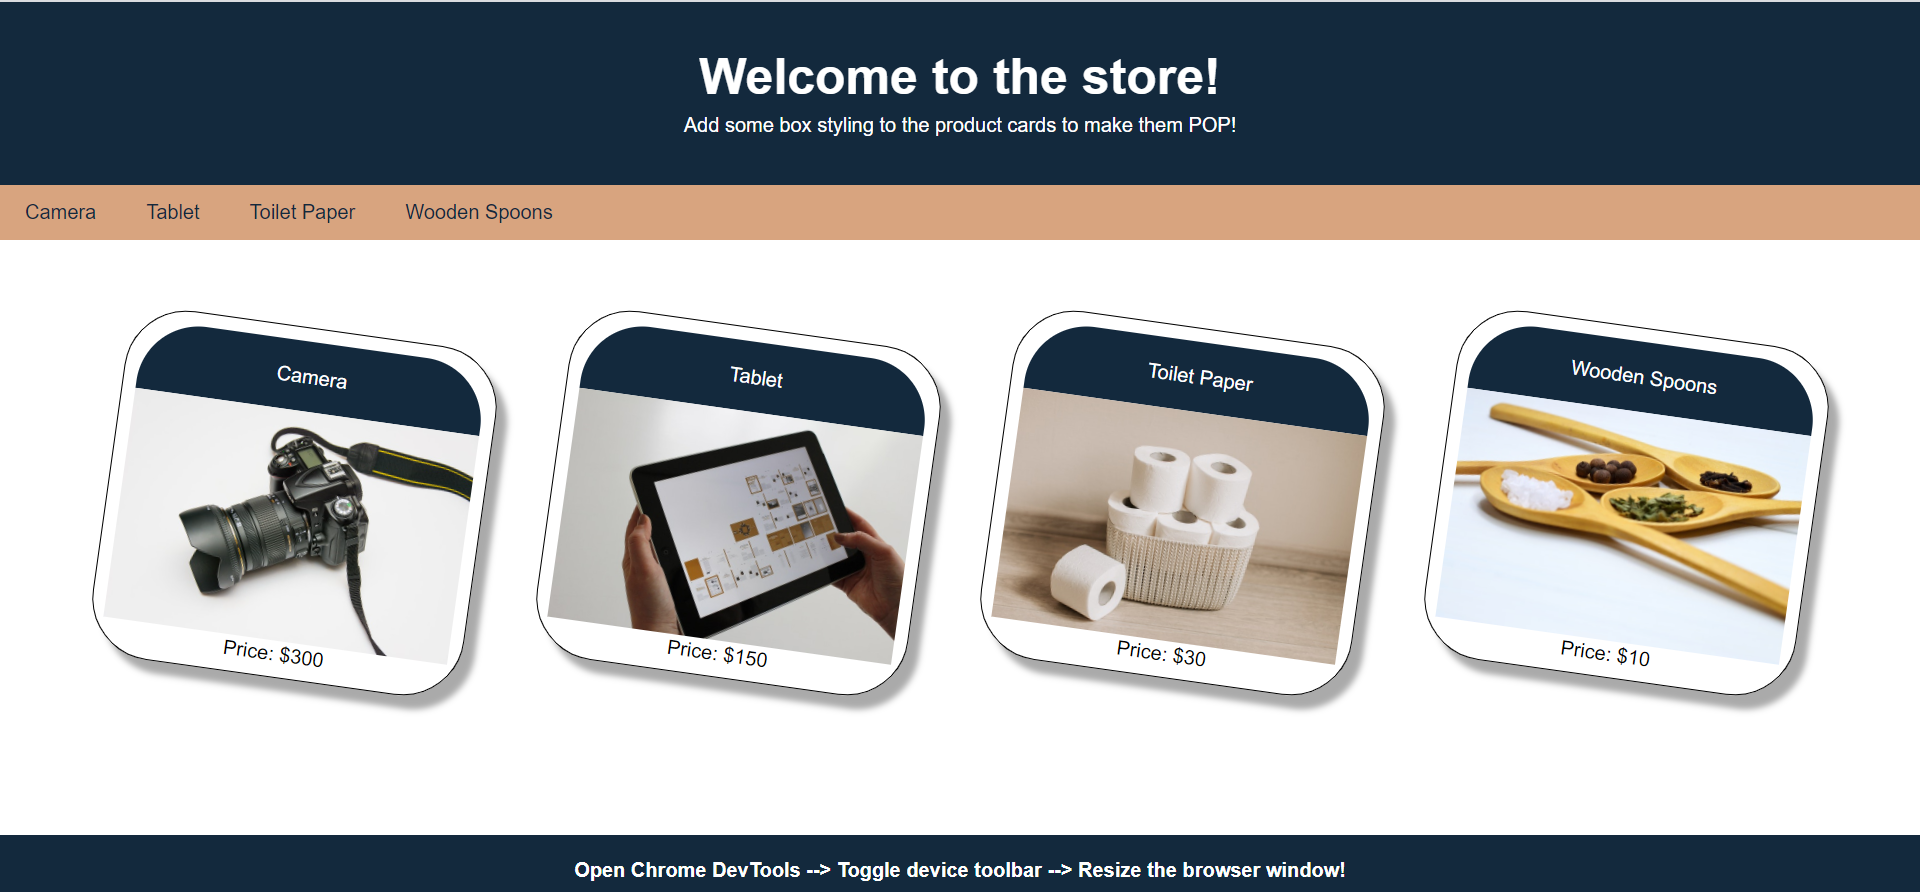 Welcome to the store!
Add some box styling to the product cards to make them POP!
Camera Tablet Toilet Paper Wooden Spoons
Camera
Price: $300
Tablet
Price: $150
Toilet Paper
Price: $30
Wooden Spoons
Price: $10
Open Chrome DevTools --> Toggle device toolbar --> Resize the browser window!